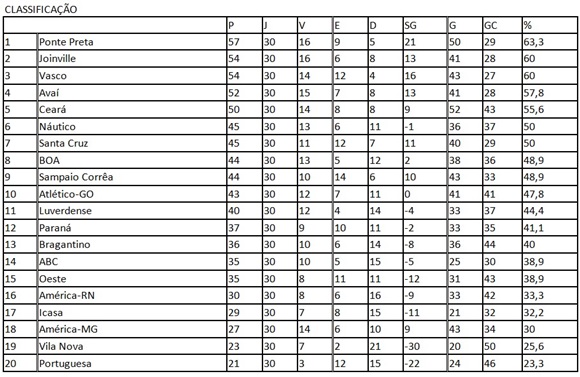 CLASSIFICAÇÃO
P J V E D SG G GC %
1 Ponte Preta 57 30 16 9 5 21 50 29 63,3
2 Joinville 54 30 16 6 8 13 41 28 60
3 Vasco 54 30 14 12 4 16 43 27 60
4 Avaí 52 30 15 7 8 13 41 28 57,8
5 Ceará 50 30 14 8 8 9 52 43 55,6
6 Náutico 45 30 13 6 11 -1 36 37 50
7 Santa Cruz 45 30 11 12 7 11 40 29 50
8 BOA 44 30 13 5 12 2 38 36 48,9
9 Sampaio Corrêa 44 30 10 14 6 10 43 33 48,9
10 Atlético-GO 43 30 12 7 11 0 41 41 47,8
11 Luverdense 40 30 12 4 14 -4 33 37 44,4
12 Paraná 37 30 9 10 11 -2 33 35 41,1
13 Bragantino 36 30 10 6 14 -8 36 44 40
14 ABC 35 30 10 5 15 -5 25 30 38,9
15 Oeste 35 30 8 11 11 -12 31 43 38,9
16 América-RN 30 30 8 6 16 -9 33 42 33,3
17 Icasa 29 30 7 8 15 -11 21 32 32,2
18 América-MG 27 30 14 6 10 9 43 34 30
19 Vila Nova 23 30 7 2 21 -30 20 50 25,6
20 Portuguesa 21 30 3 12 15 -22 24 46 23,3